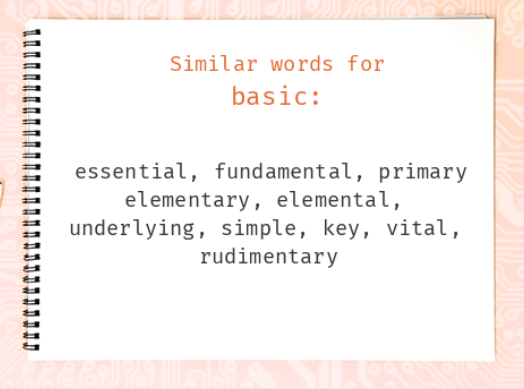 Similar words for
basic:
essential, fundamental, primary
elementary, elemental,
underlying, simple, key, vital,
rudimentary